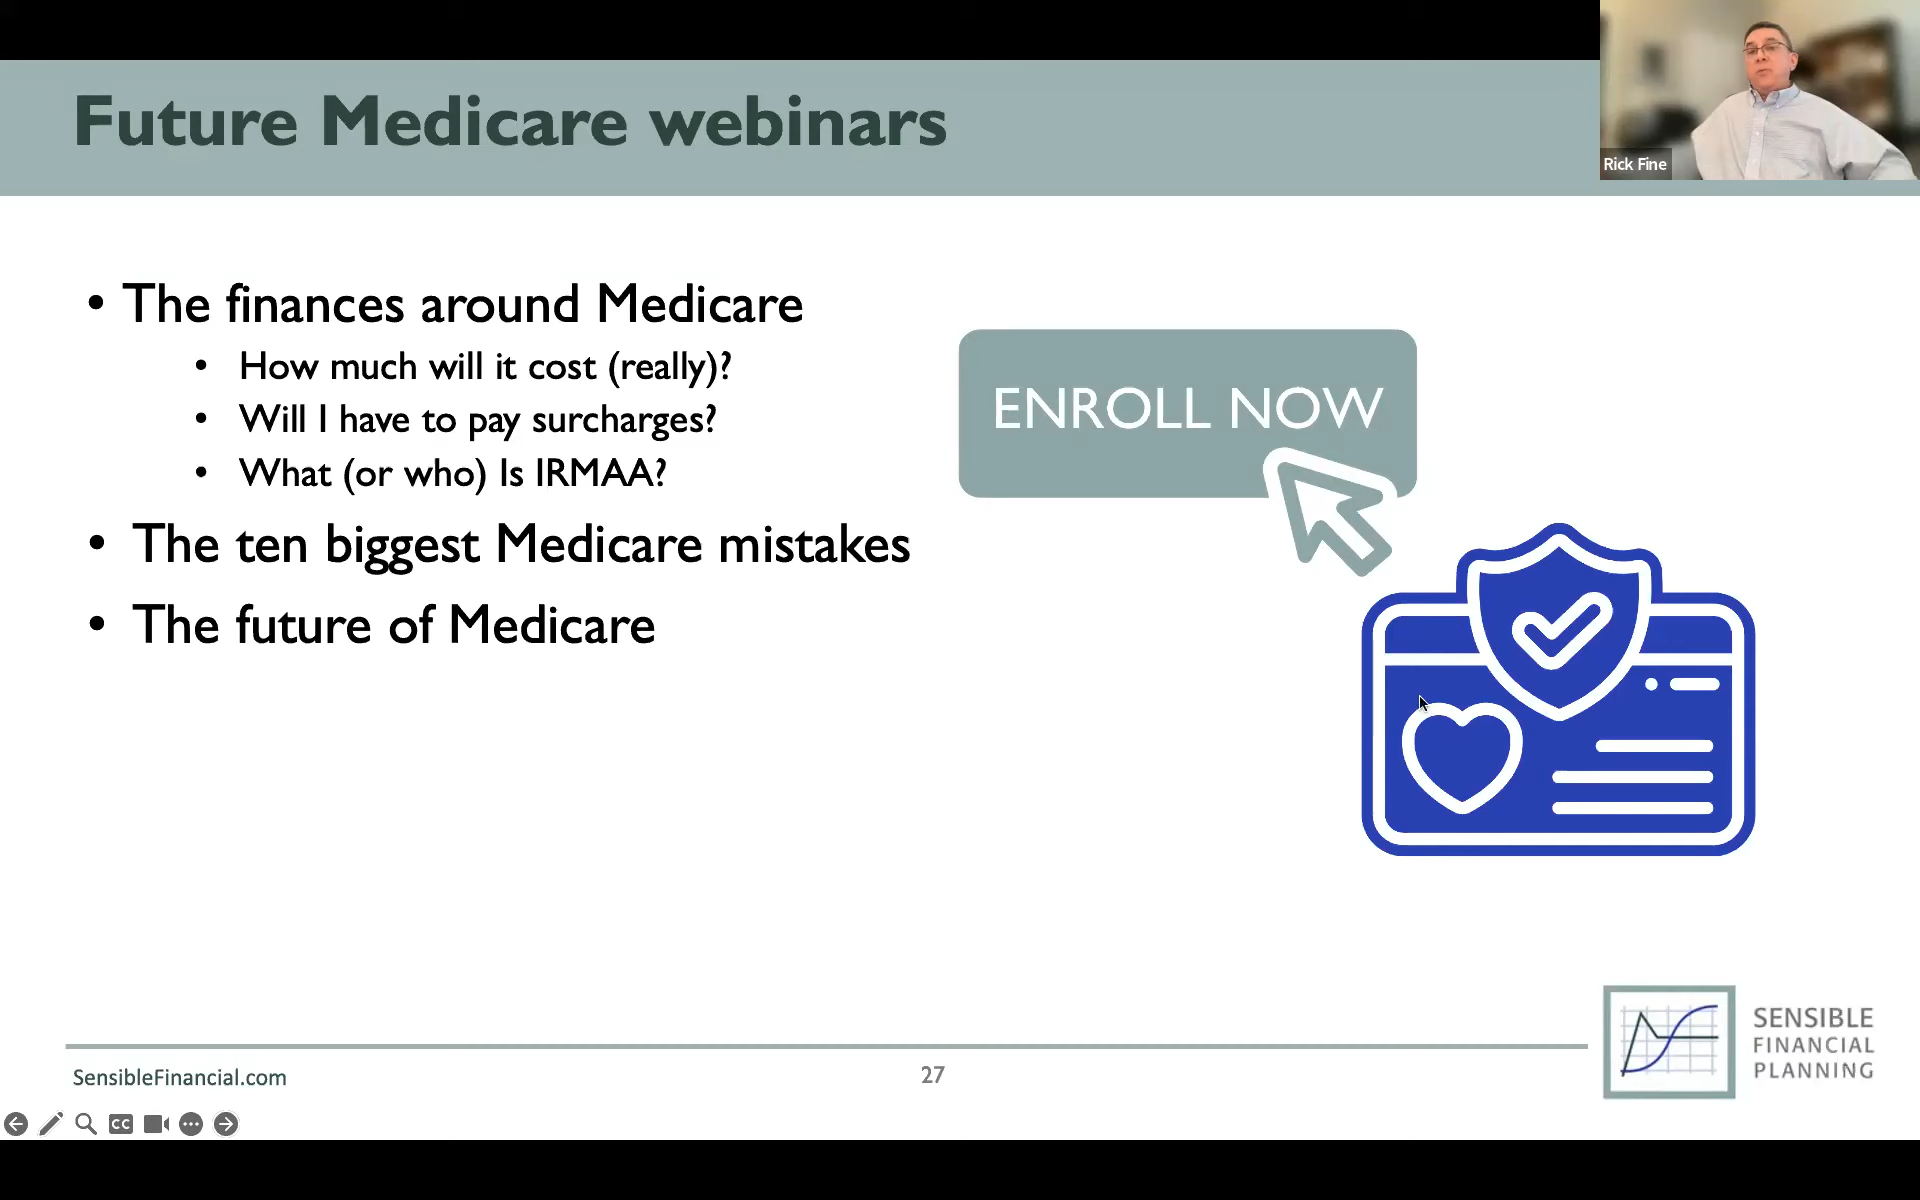 Future Medicare webinars
Rick Fine
• The finances around Medicare
• How much will it cost (really)?
• Will I have to pay surcharges?
• What (or who) Is IRMAA?
• The ten biggest Medicare mistakes
• The future of Medicare
ENROLL NOW
SENSIBLE
FINANCIAL
PLANNING
SensibleFinancial.com
27
CC